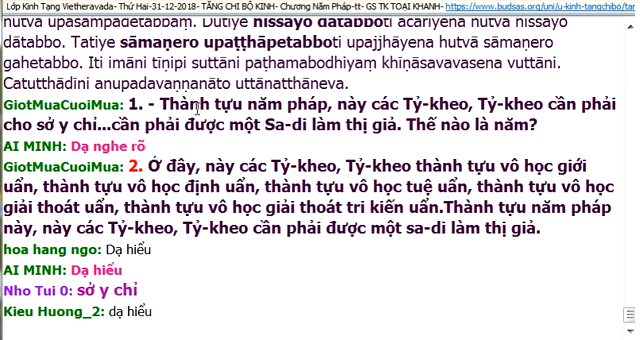 Lớp Kinh Tạng Vietheravada- Thứ Hai-31-12-2018- TĂNG CHI BỘ KINH- Chương Năm Pháp-tt- GS TK TOẠI KHANH- https://www.budsas.org/uni/u-kinh-tangchibo/tan
hutvā upasampādetabbaṃ. Dutiye nissayo dātabboti ācariyena hutvā nissayo
dātabbo. Tatiye sāmaṇero upaṭṭhāpetabboti upajjhāyena hutvā sāmaṇero
gahetabbo. Iti imāni tīṇipi suttāni paṭhamabodhiyaṃ khīṇāsavavasena vuttāni.
Catutthādīni anupadavaṇṇanāto uttānatthāneva.
GiotMuaCuoiMua: 1. - Thành tựu năm pháp, này các Tỷ-kheo, Tỷ-kheo cần phải
cho sở y chỉ...cần phải được một Sa-di làm thị giả. Thế nào là năm?
AI MINH: Dạ nghe rõ
GiotMuaCuoiMua: 2. Ở đây, này các Tỷ-kheo, Tỷ-kheo thành tựu vô học giới
uẩn, thành tựu vô học định uẩn, thành tựu vô học tuệ uẩn, thành tựu vô học
giải thoát uẩn, thành tựu vô học giải thoát tri kiến uẩn.Thành tựu năm pháp
này, này các Tỷ-kheo, Tỷ-kheo cần phải được một sa-di làm thị giả.
hoa hang ngo: Dạ hiểu
AI MINH: Dạ hiểu
Nho Tui 0: sở y chỉ
Kieu Huong_2: dạ hiểu